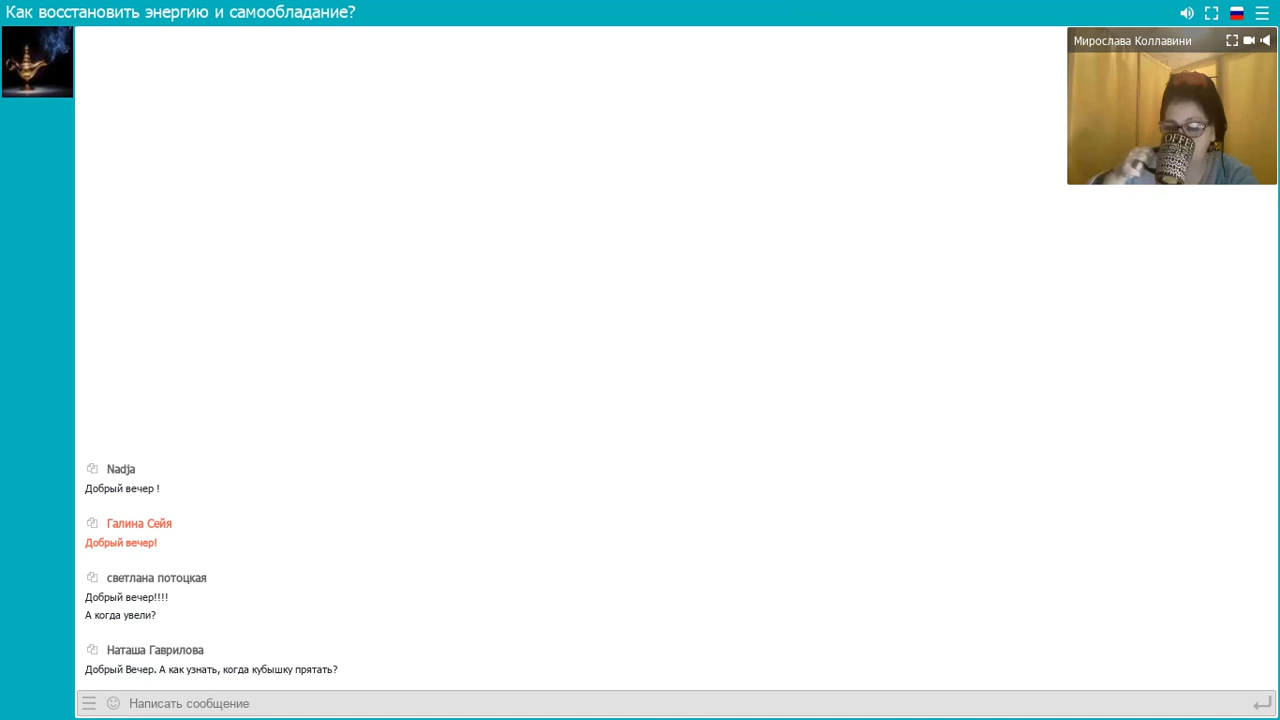 Как восстановить энергию и самообладание?
Мирослава Коллавини
COFFEE
Nadja
Добрый вечер !
Галина Сейя
Добрый вечер!
светлана потоцкая
Добрый вечер!!!!
А когда увели?
Наташа Гаврилова
Добрый Вечер. А как узнать, когда кубышку прятать?
Написать сообщение